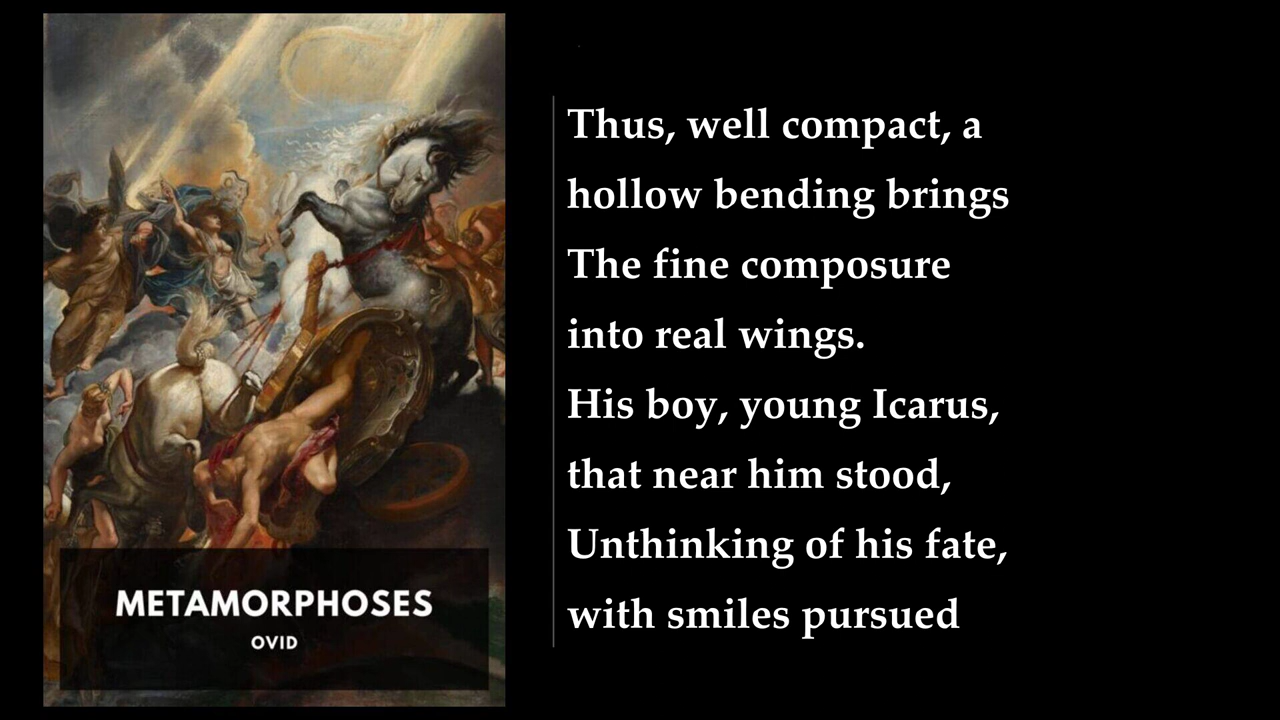 METAMORPHOSES
OVID
Thus, well compact, a
hollow bending brings
The fine composure
into real wings.
His boy, young Icarus,
that near him stood,
Unthinking of his fate,
with smiles pursued